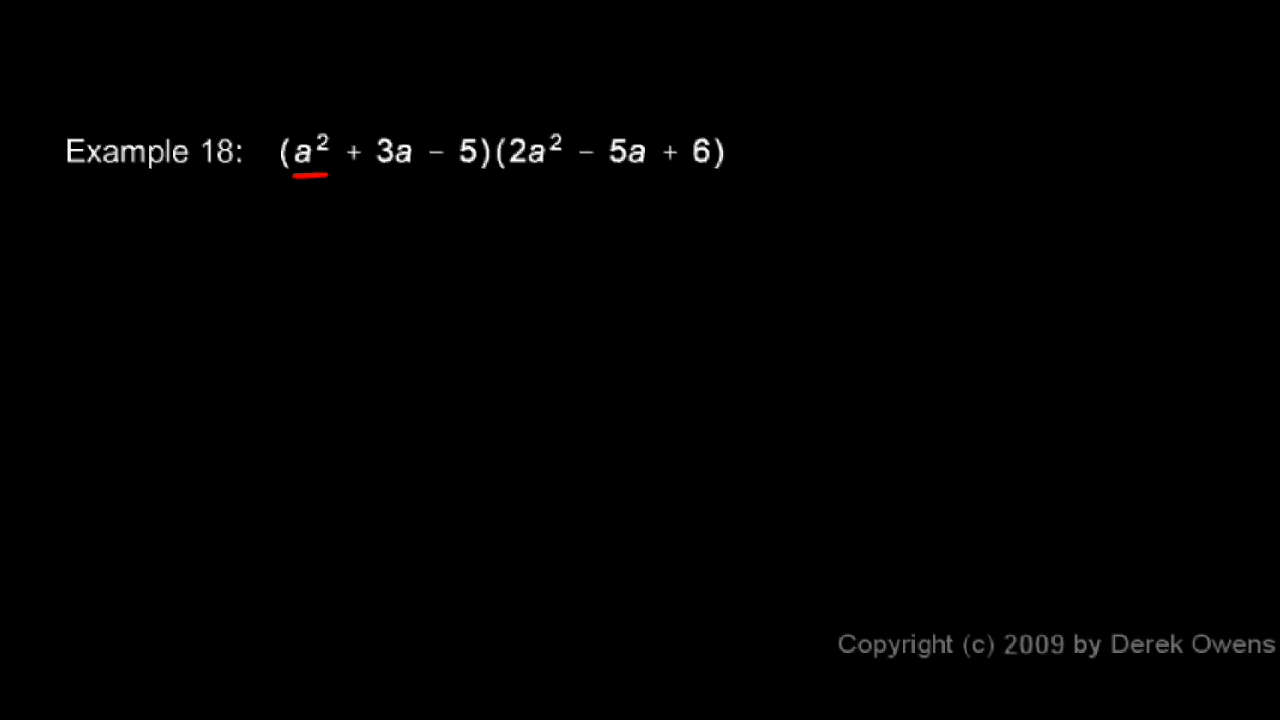 Example 18: (a² + 3a − 5)(2a² − 5a + 6)
Copyright (c) 2009 by Derek Owens